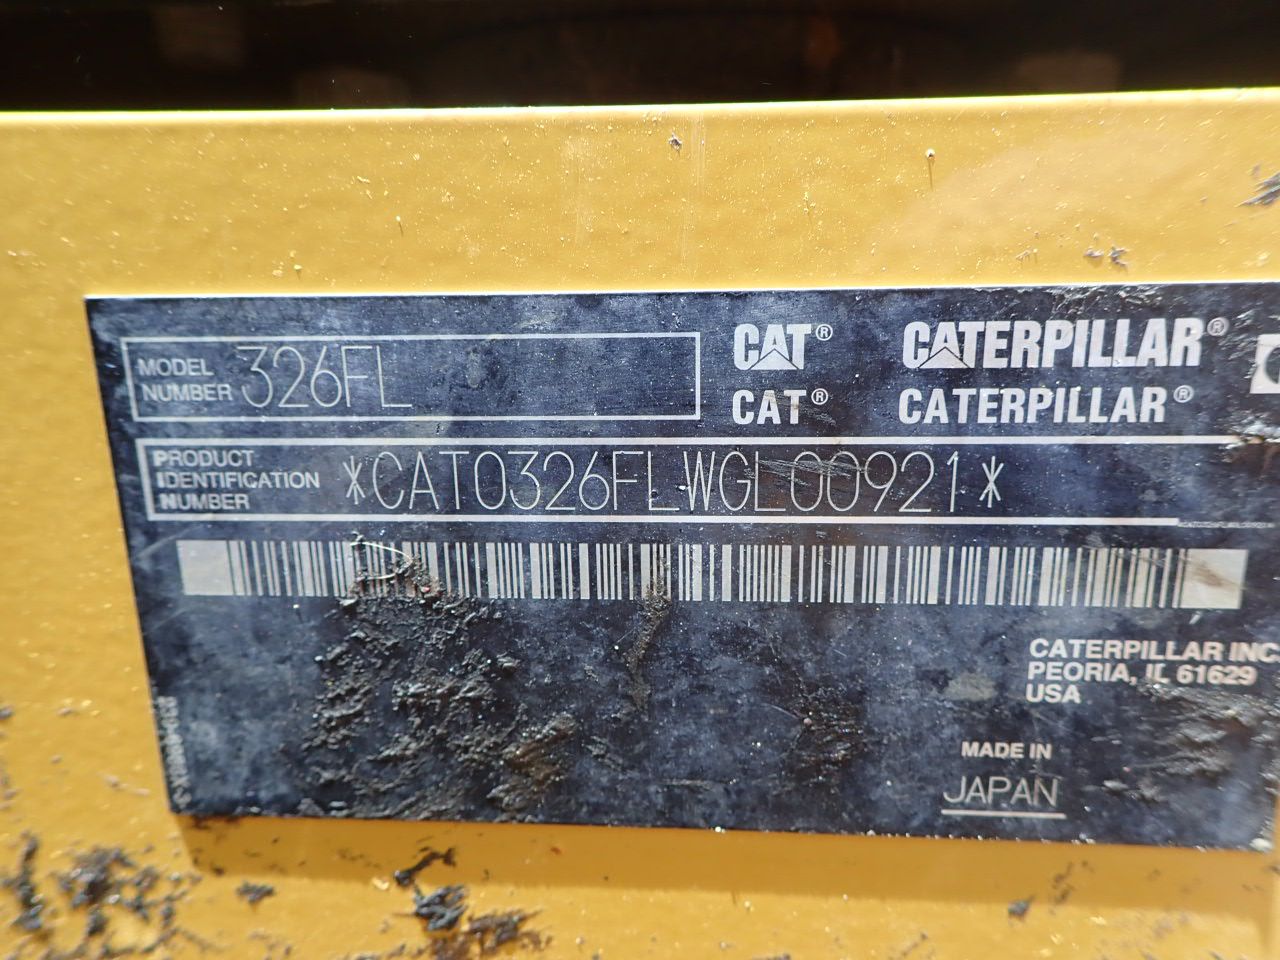 MODEL NUMBER 326FL
CAT® CATERPILLAR®
CAT® CATERPILLAR®
PRODUCT
IDENTIFICATION
NUMBER
*CAT0326FLWGL00921*
CATERPILLAR INC.
PEORIA, IL 61629
USA
MADE IN
JAPAN